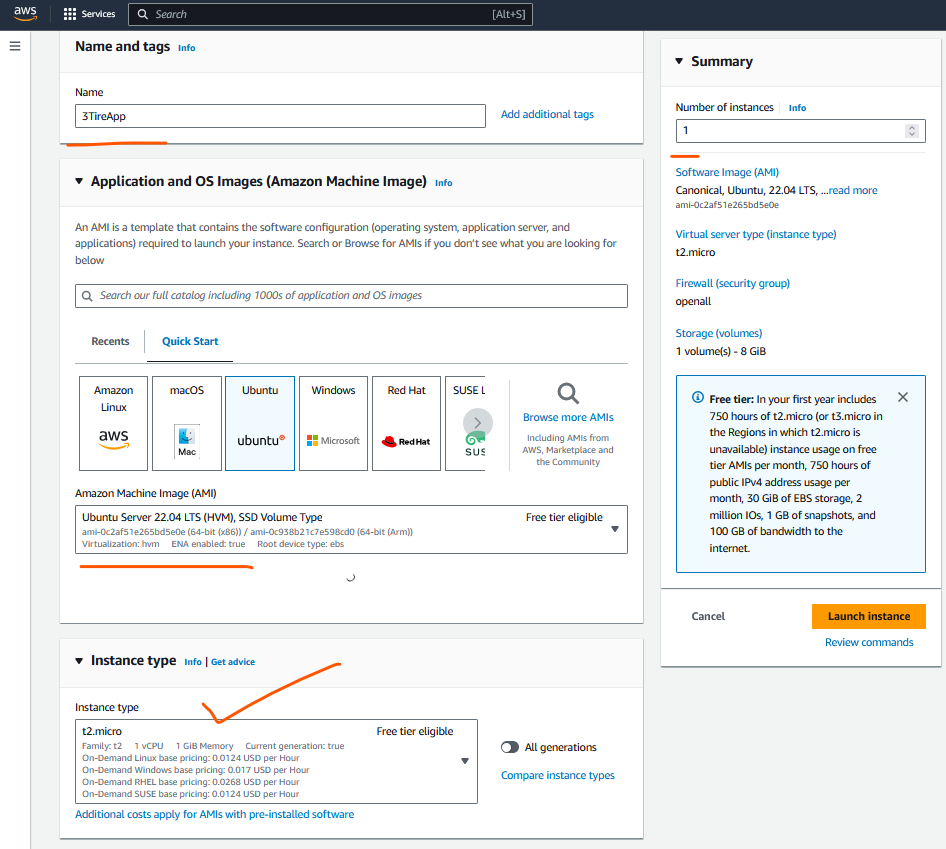 aws
Services
Search
[Alt+S]
Name and tags Info
Name
3TireApp
Add additional tags
Application and OS Images (Amazon Machine Image) Info
An AMI is a template that contains the software configuration (operating system, application server, and
applications) required to launch your instance. Search or Browse for AMIs if you don't see what you are looking for
below
Search our full catalog including 1000s of application and OS images
Recents
Quick Start
Amazon
Linux
aws
macOS
Mac
Ubuntu
ubuntu®
Windows
Microsoft
Red Hat
Red Hat
SUSE L
SUS
Browse more AMIs
Including AMIs from
AWS, Marketplace and
the Community
Amazon Machine Image (AMI)
Ubuntu Server 22.04 LTS (HVM), SSD Volume Type
Free tier eligible
ami-0c2af51e265bd5e0e (64-bit (x86)) / ami-0c938b21c7e598cd0 (64-bit (Arm))
Virtualization: hvm ENA enabled: true Root device type: ebs
Instance type Info | Get advice
Instance type
t2.micro
Free tier eligible
Family: t2 1 vCPU 1 GiB Memory Current generation: true
On-Demand Linux base pricing: 0.0124 USD per Hour
On-Demand Windows base pricing: 0.017 USD per Hour
On-Demand RHEL base pricing: 0.0268 USD per Hour
On-Demand SUSE base pricing: 0.0124 USD per Hour
All generations
Compare instance types
Additional costs apply for AMIs with pre-installed software
Summary
Number of instances Info
1
Software Image (AMI)
Canonical, Ubuntu, 22.04 LTS, ...read more
ami-0c2af51e265bd5e0e
Virtual server type (instance type)
t2.micro
Firewall (security group)
openall
Storage (volumes)
1 volume(s) - 8 GiB
Free tier: In your first year includes
750 hours of t2.micro (or t3.micro in
the Regions in which t2.micro is
unavailable) instance usage on free
tier AMIs per month, 750 hours of
public IPv4 address usage per
month, 30 GiB of EBS storage, 2
million IOs, 1 GB of snapshots, and
100 GB of bandwidth to the
internet.
Cancel
Launch instance
Review commands